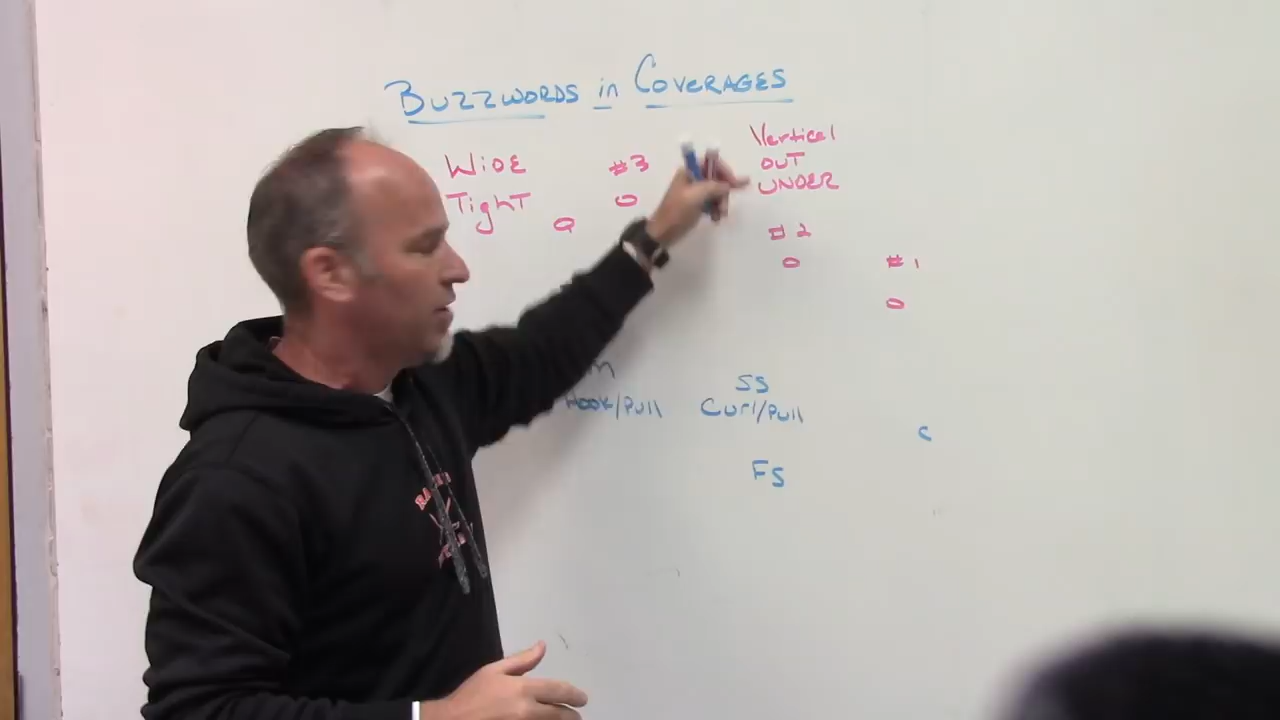 BUZZWORDS in COVERAGES
WIDE
Tight
#3
O
Q
Vertical
OUT
UNDER
#2
O
#1
O
m
Hook/Pull
SS
Curl/Pull
C
FS